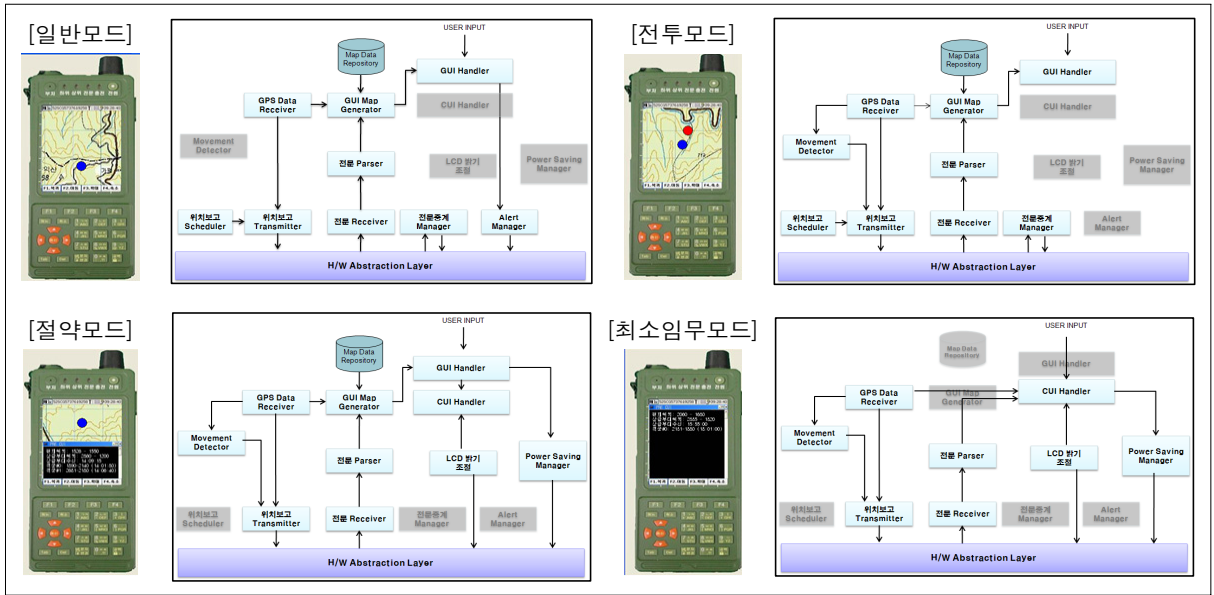 [일반모드]
USER INPUT
Map Data
Repository
GUI Handler
GPS Data
Receiver
GUI Map
Generator
CUI Handler
Movement
Detector
전문 Parser
LCD 밝기
조절
Power Saving
Manager
위치보고
Scheduler
위치보고
Transmitter
전문 Receiver
전문중계
Manager
Alert
Manager
H/W Abstraction Layer
[전투모드]
USER INPUT
Map Data
Repository
GUI Handler
GPS Data
Receiver
GUI Map
Generator
CUI Handler
Movement
Detector
전문 Parser
LCD 밝기
조절
Power Saving
Manager
위치보고
Scheduler
위치보고
Transmitter
전문 Receiver
전문중계
Manager
Alert
Manager
H/W Abstraction Layer
[절약모드]
USER INPUT
Map Data
Repository
GUI Handler
GPS Data
Receiver
GUI Map
Generator
CUI Handler
Movement
Detector
전문 Parser
LCD 밝기
조절
Power Saving
Manager
위치보고
Scheduler
위치보고
Transmitter
전문 Receiver
전문중계
Manager
Alert
Manager
H/W Abstraction Layer
[최소임무모드]
USER INPUT
Map Data
Repository
GUI Handler
GPS Data
Receiver
GUI Map
Generator
CUI Handler
Movement
Detector
전문 Parser
LCD 밝기
조절
Power Saving
Manager
위치보고
Scheduler
위치보고
Transmitter
전문 Receiver
전문중계
Manager
Alert
Manager
H/W Abstraction Layer